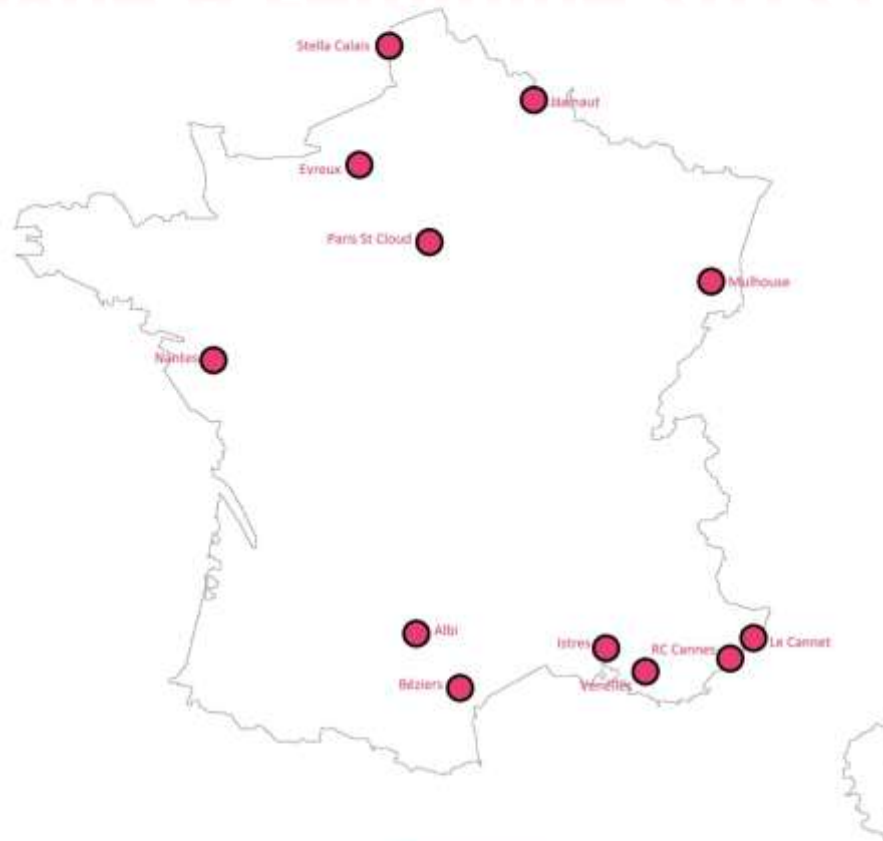 Stella Calais
Hainaut
Evreux
Paris St Cloud
Mulhouse
Nantes
Albi
Istres
RC Cannes
Le Cannet
Béziers
Venelles